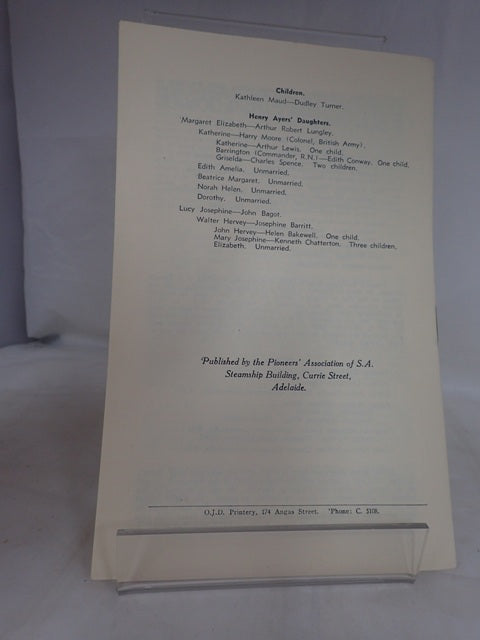 Children.
Kathleen Maud—Dudley Turner.
Henry Ayers' Daughters.
Margaret Elizabeth—Arthur Robert Lungley.
Katherine—Harry Moore (Colonel, British Army).
Katherine—Arthur Lewis. One child.
Barrington (Commander, R.N.)—Edith Conway. One child.
Griselda—Charles Spence. Two children.
Edith Amelia. Unmarried.
Beatrice Margaret. Unmarried.
Norah Helen. Unmarried.
Dorothy. Unmarried.
Lucy Josephine—John Bagot.
Walter Hervey—Josephine Barritt.
John Hervey—Helen Bakewell. One child.
Mary Josephine—Kenneth Chatterton. Three children.
Elizabeth. Unmarried.
Published by the Pioneers' Association of S.A.
Steamship Building, Currie Street,
Adelaide.
O.J.D. Printery, 174 Angas Street. 'Phone: C. 5108.